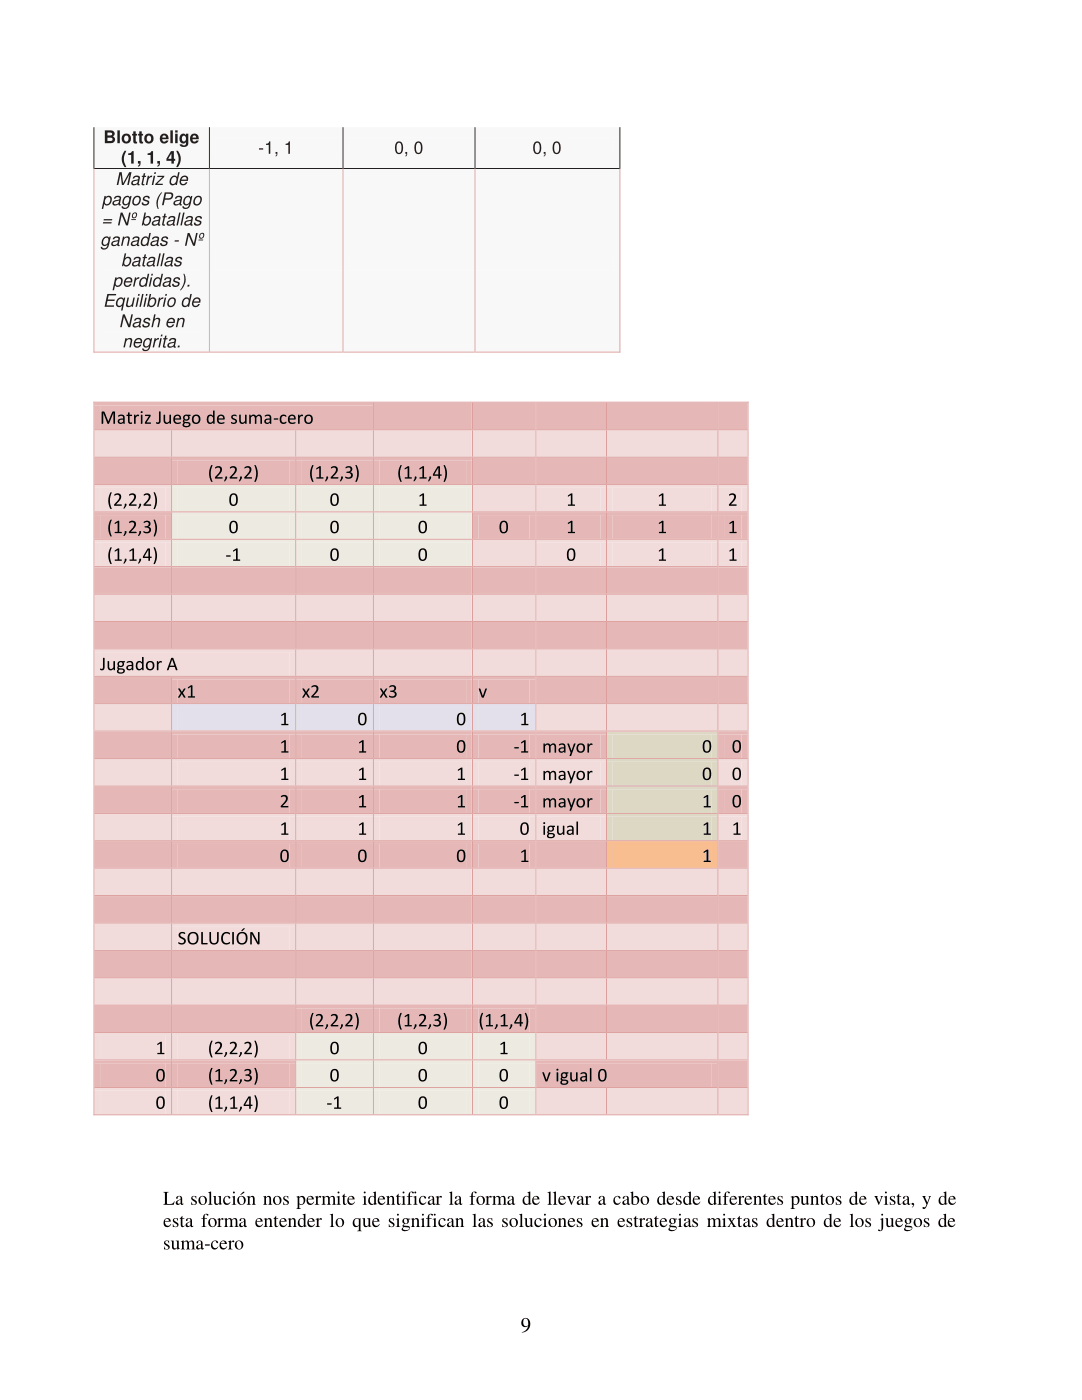 Blotto elige (1, 1, 4) -1, 1 0, 0 0, 0
Matriz de
pagos (Pago
= Nº batallas
ganadas - Nº
batallas
perdidas).
Equilibrio de
Nash en
negrita.
Matriz Juego de suma-cero
(2,2,2) (1,2,3) (1,1,4)
(2,2,2) 0 0 1 1 1 2
(1,2,3) 0 0 0 0 1 1 1
(1,1,4) -1 0 0 0 1 1
Jugador A
x1 x2 x3 v
1 0 0 1
1 1 0 -1 mayor 0 0
1 1 1 -1 mayor 0 0
2 1 1 -1 mayor 1 0
1 1 1 0 igual 1 1
0 0 0 1 1
SOLUCIÓN
(2,2,2) (1,2,3) (1,1,4)
1 (2,2,2) 0 0 1
0 (1,2,3) 0 0 0 v igual 0
0 (1,1,4) -1 0 0
La solución nos permite identificar la forma de llevar a cabo desde diferentes puntos de vista, y de
esta forma entender lo que significan las soluciones en estrategias mixtas dentro de los juegos de
suma-cero
9